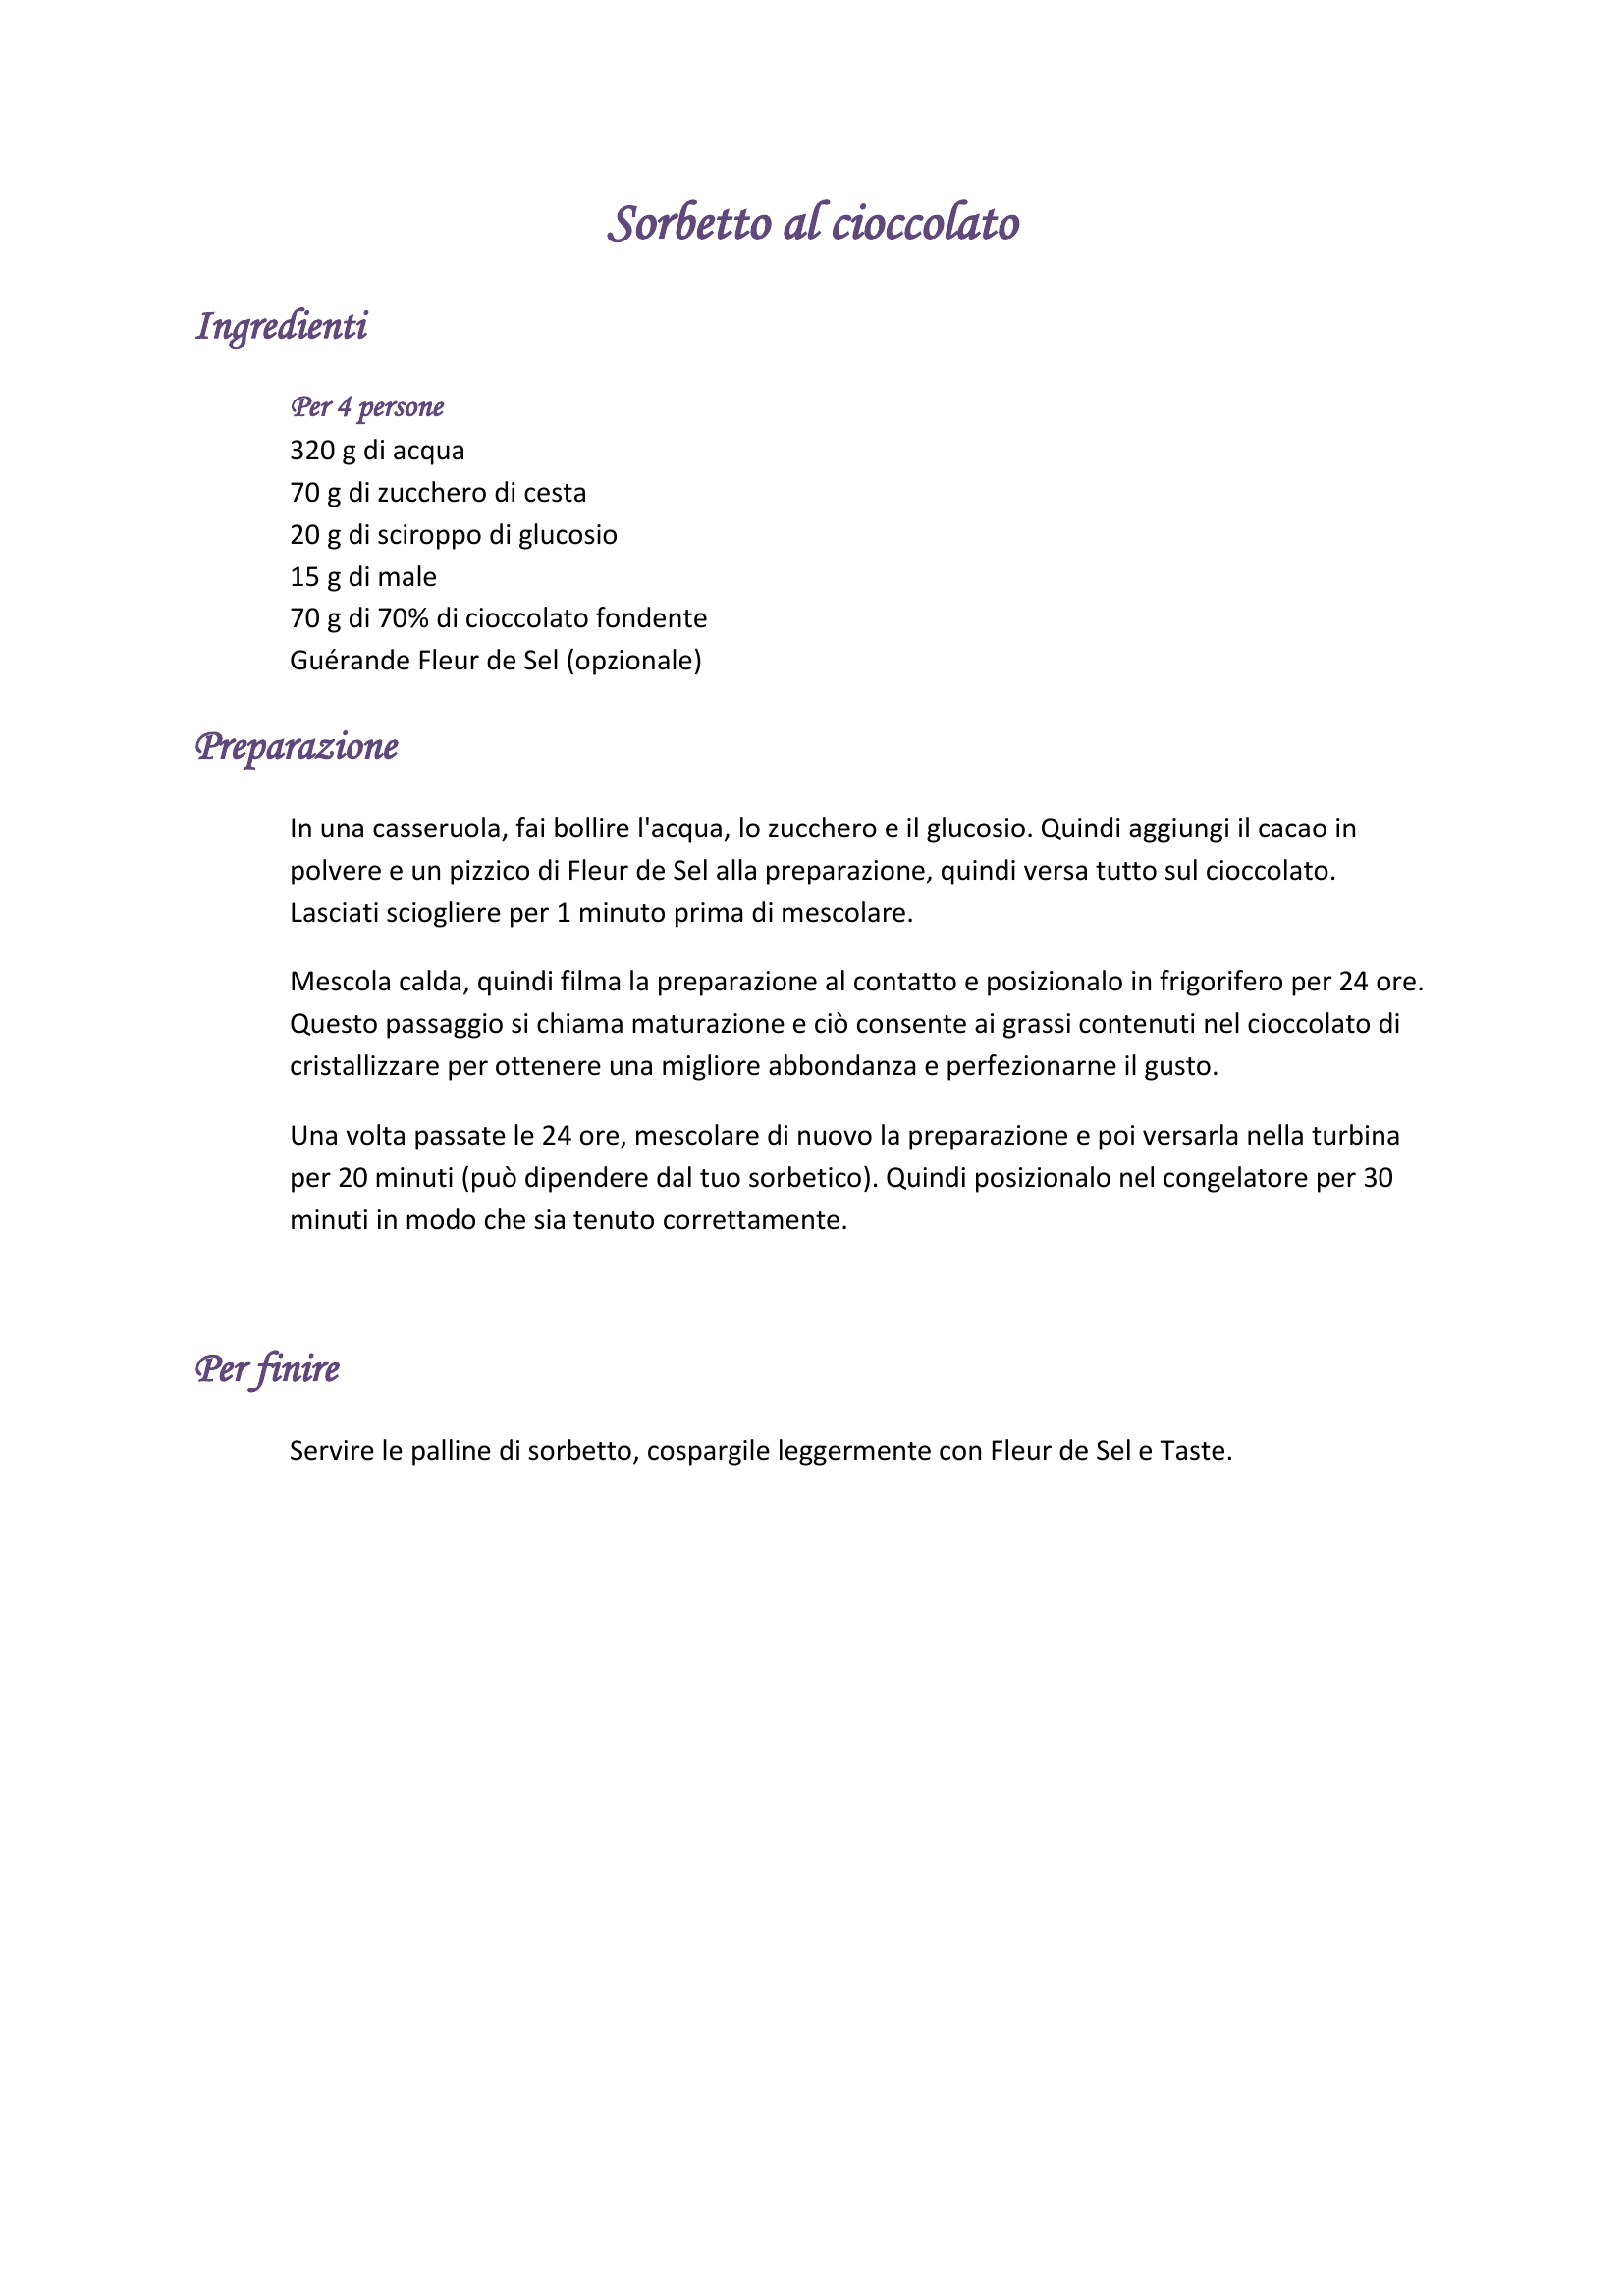 Sorbetto al cioccolato
Ingredienti
Per 4 persone
320 g di acqua
70 g di zucchero di cesta
20 g di sciroppo di glucosio
15 g di male
70 g di 70% di cioccolato fondente
Guérande Fleur de Sel (opzionale)
Preparazione
In una casseruola, fai bollire l'acqua, lo zucchero e il glucosio. Quindi aggiungi il cacao in
polvere e un pizzico di Fleur de Sel alla preparazione, quindi versa tutto sul cioccolato.
Lasciati sciogliere per 1 minuto prima di mescolare.
Mescola calda, quindi filma la preparazione al contatto e posizionalo in frigorifero per 24 ore.
Questo passaggio si chiama maturazione e ciò consente ai grassi contenuti nel cioccolato di
cristallizzare per ottenere una migliore abbondanza e perfezionarne il gusto.
Una volta passate le 24 ore, mescolare di nuovo la preparazione e poi versarla nella turbina
per 20 minuti (può dipendere dal tuo sorbetico). Quindi posizionalo nel congelatore per 30
minuti in modo che sia tenuto correttamente.
Per finire
Servire le palline di sorbetto, cospargile leggermente con Fleur de Sel e Taste.